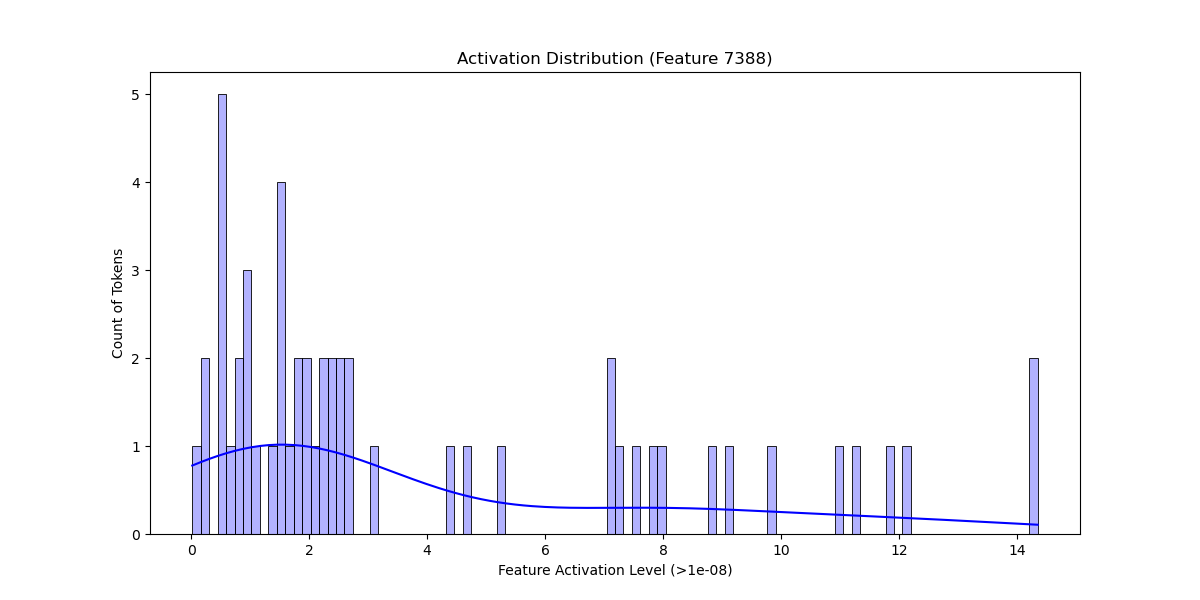 Activation Distribution (Feature 7388)
Count of Tokens
5
4
3
2
1
0
0 2 4 6 8 10 12 14
Feature Activation Level (>1e-08)